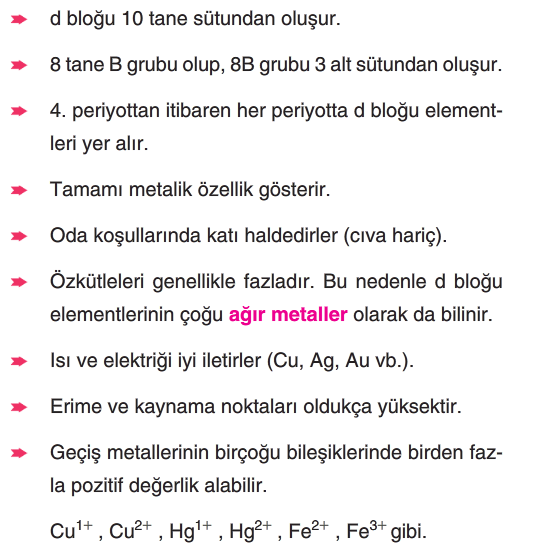 d bloğu 10 tane sütundan oluşur.
8 tane B grubu olup, 8B grubu 3 alt sütundan oluşur.
4. periyottan itibaren her periyotta d bloğu element-
leri yer alır.
Tamamı metalik özellik gösterir.
Oda koşullarında katı haldedirler (cıva hariç).
Özkütleleri genellikle fazladır. Bu nedenle d bloğu
elementlerinin çoğu ağır metaller olarak da bilinir.
Isı ve elektriği iyi iletirler (Cu, Ag, Au vb.).
Erime ve kaynama noktaları oldukça yüksektir.
Geçiş metallerinin birçoğu bileşiklerinde birden faz-
la pozitif değerlik alabilir.
Cu¹⁺ , Cu²⁺ , Hg¹⁺ , Hg²⁺ , Fe²⁺ , Fe³⁺ gibi.